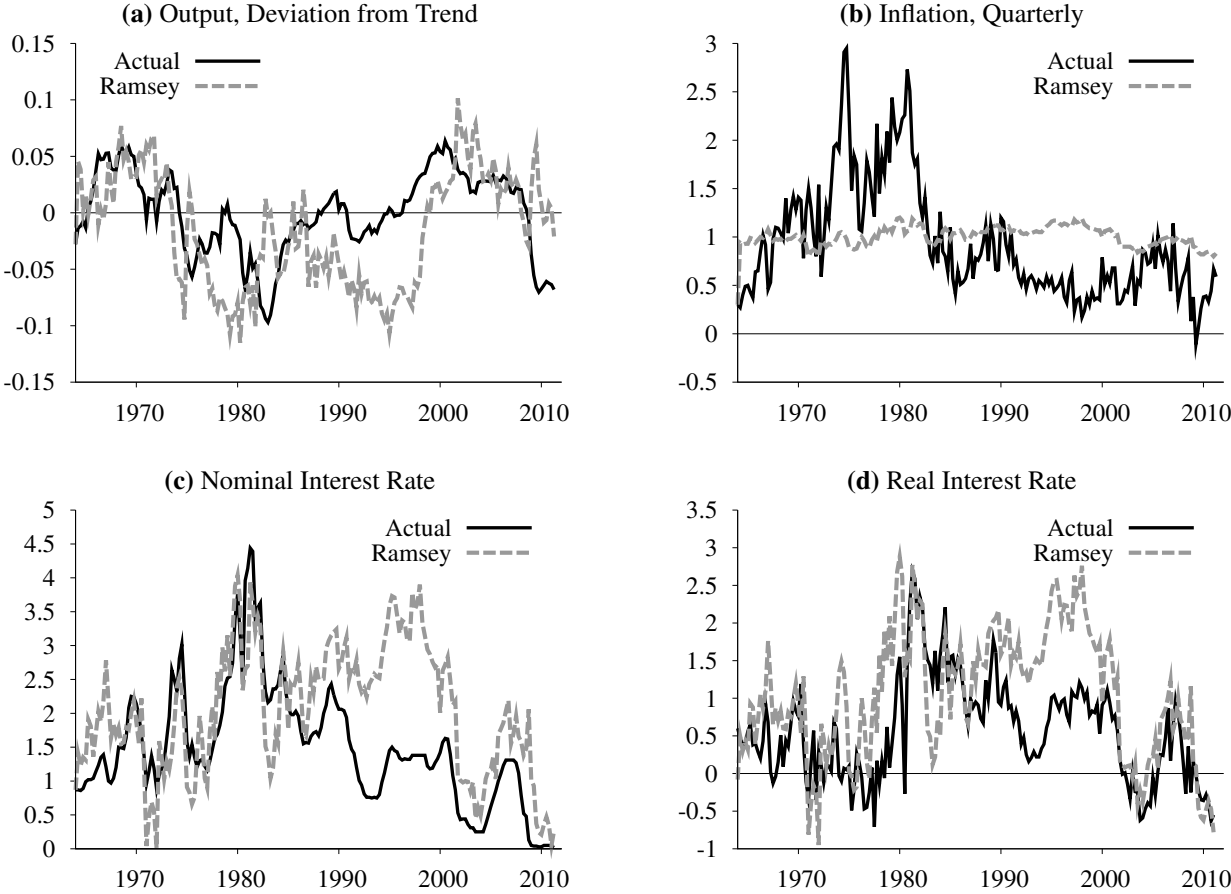 (a) Output, Deviation from Trend
0.15
0.1
0.05
0
-0.05
-0.1
-0.15
Actual
Ramsey
1970 1980 1990 2000 2010
(b) Inflation, Quarterly
3
2.5
2
1.5
1
0.5
0
-0.5
Actual
Ramsey
1970 1980 1990 2000 2010
(c) Nominal Interest Rate
5
4.5
4
3.5
3
2.5
2
1.5
1
0.5
0
Actual
Ramsey
1970 1980 1990 2000 2010
(d) Real Interest Rate
3.5
3
2.5
2
1.5
1
0.5
0
-0.5
-1
Actual
Ramsey
1970 1980 1990 2000 2010